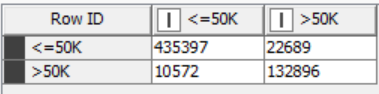 Row ID I <=50K I >50K
<=50K 435397 22689
>50K 10572 132896